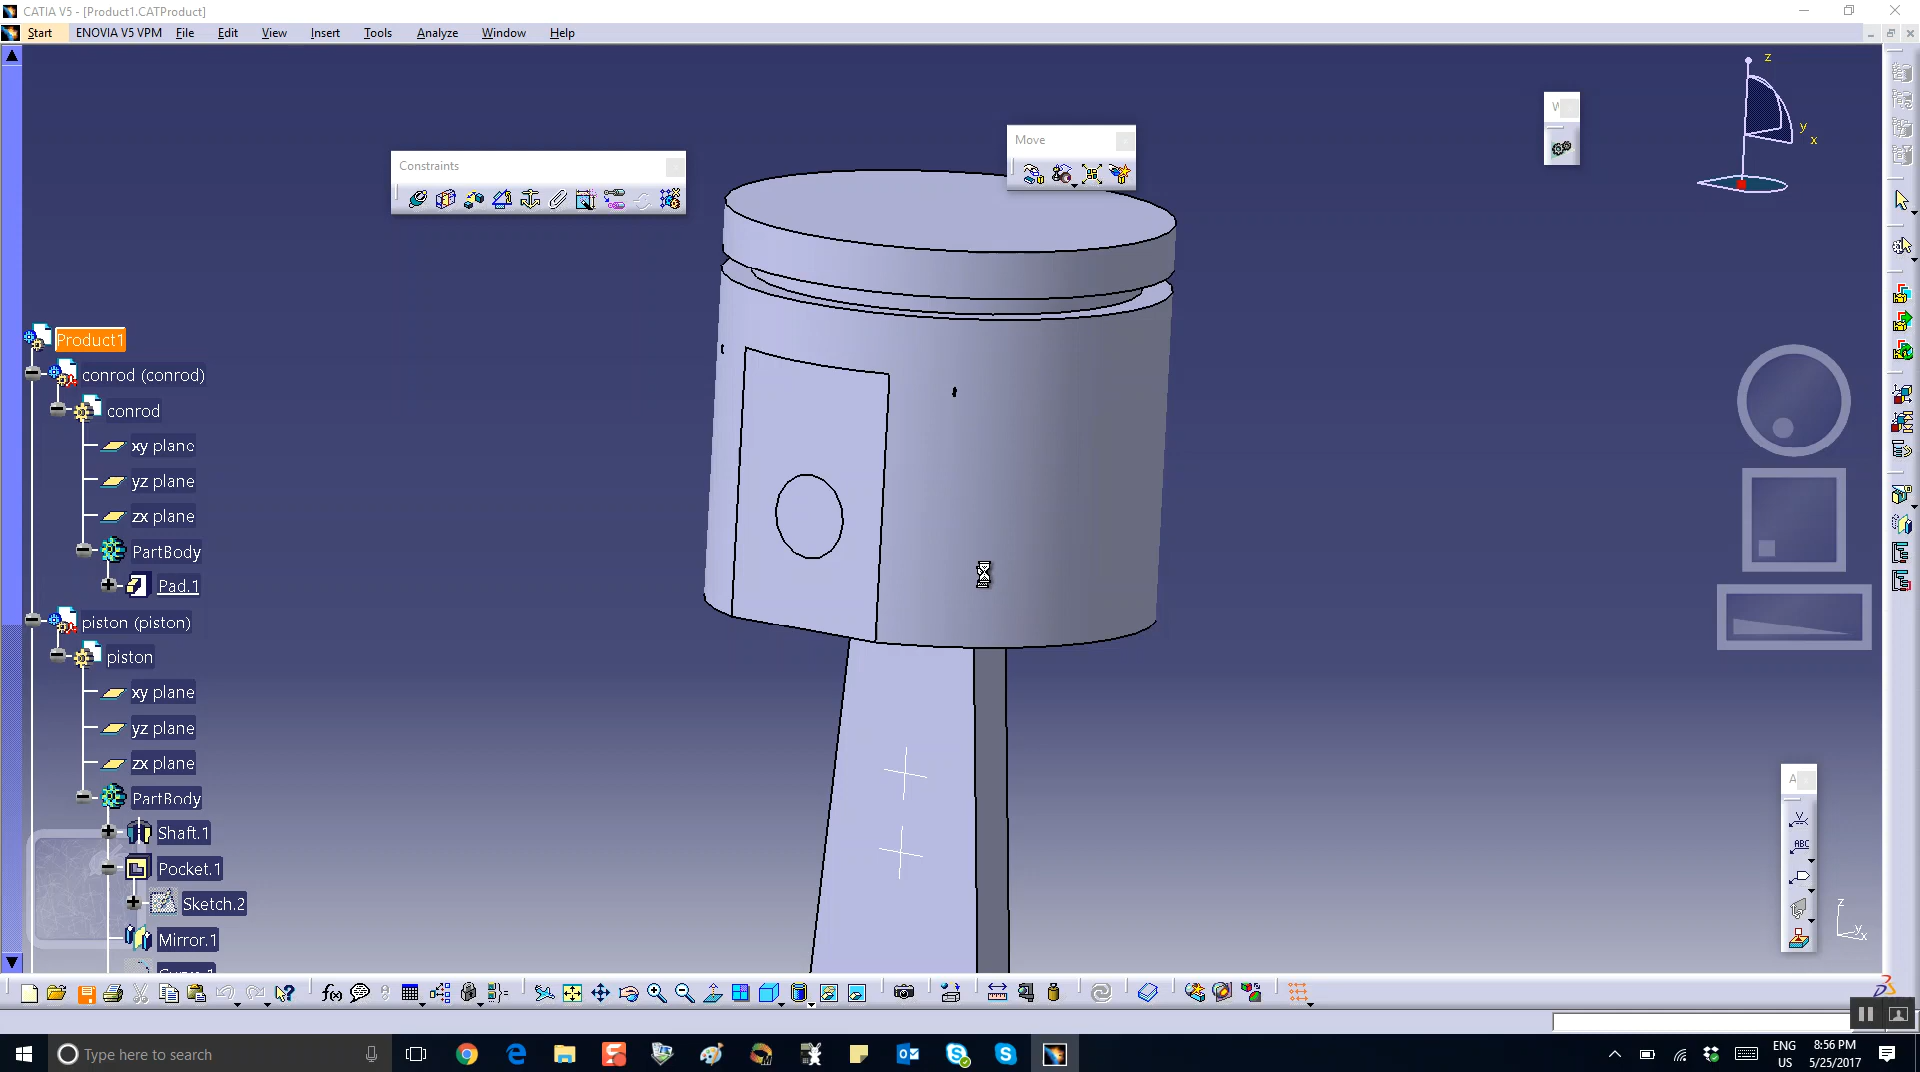 CATIA V5 - [Product1.CATProduct]
Start ENOVIA V5 VPM File Edit View Insert Tools Analyze Window Help
z
y
x
W
Move
Constraints
Product1
conrod (conrod)
conrod
xy plane
yz plane
zx plane
PartBody
Pad.1
piston (piston)
piston
xy plane
yz plane
zx plane
PartBody
Shaft.1
Pocket.1
Sketch.2
Mirror.1
A
ABC
z
y
x
f(x)
Type here to search
ENG
US
8:56 PM
5/25/2017